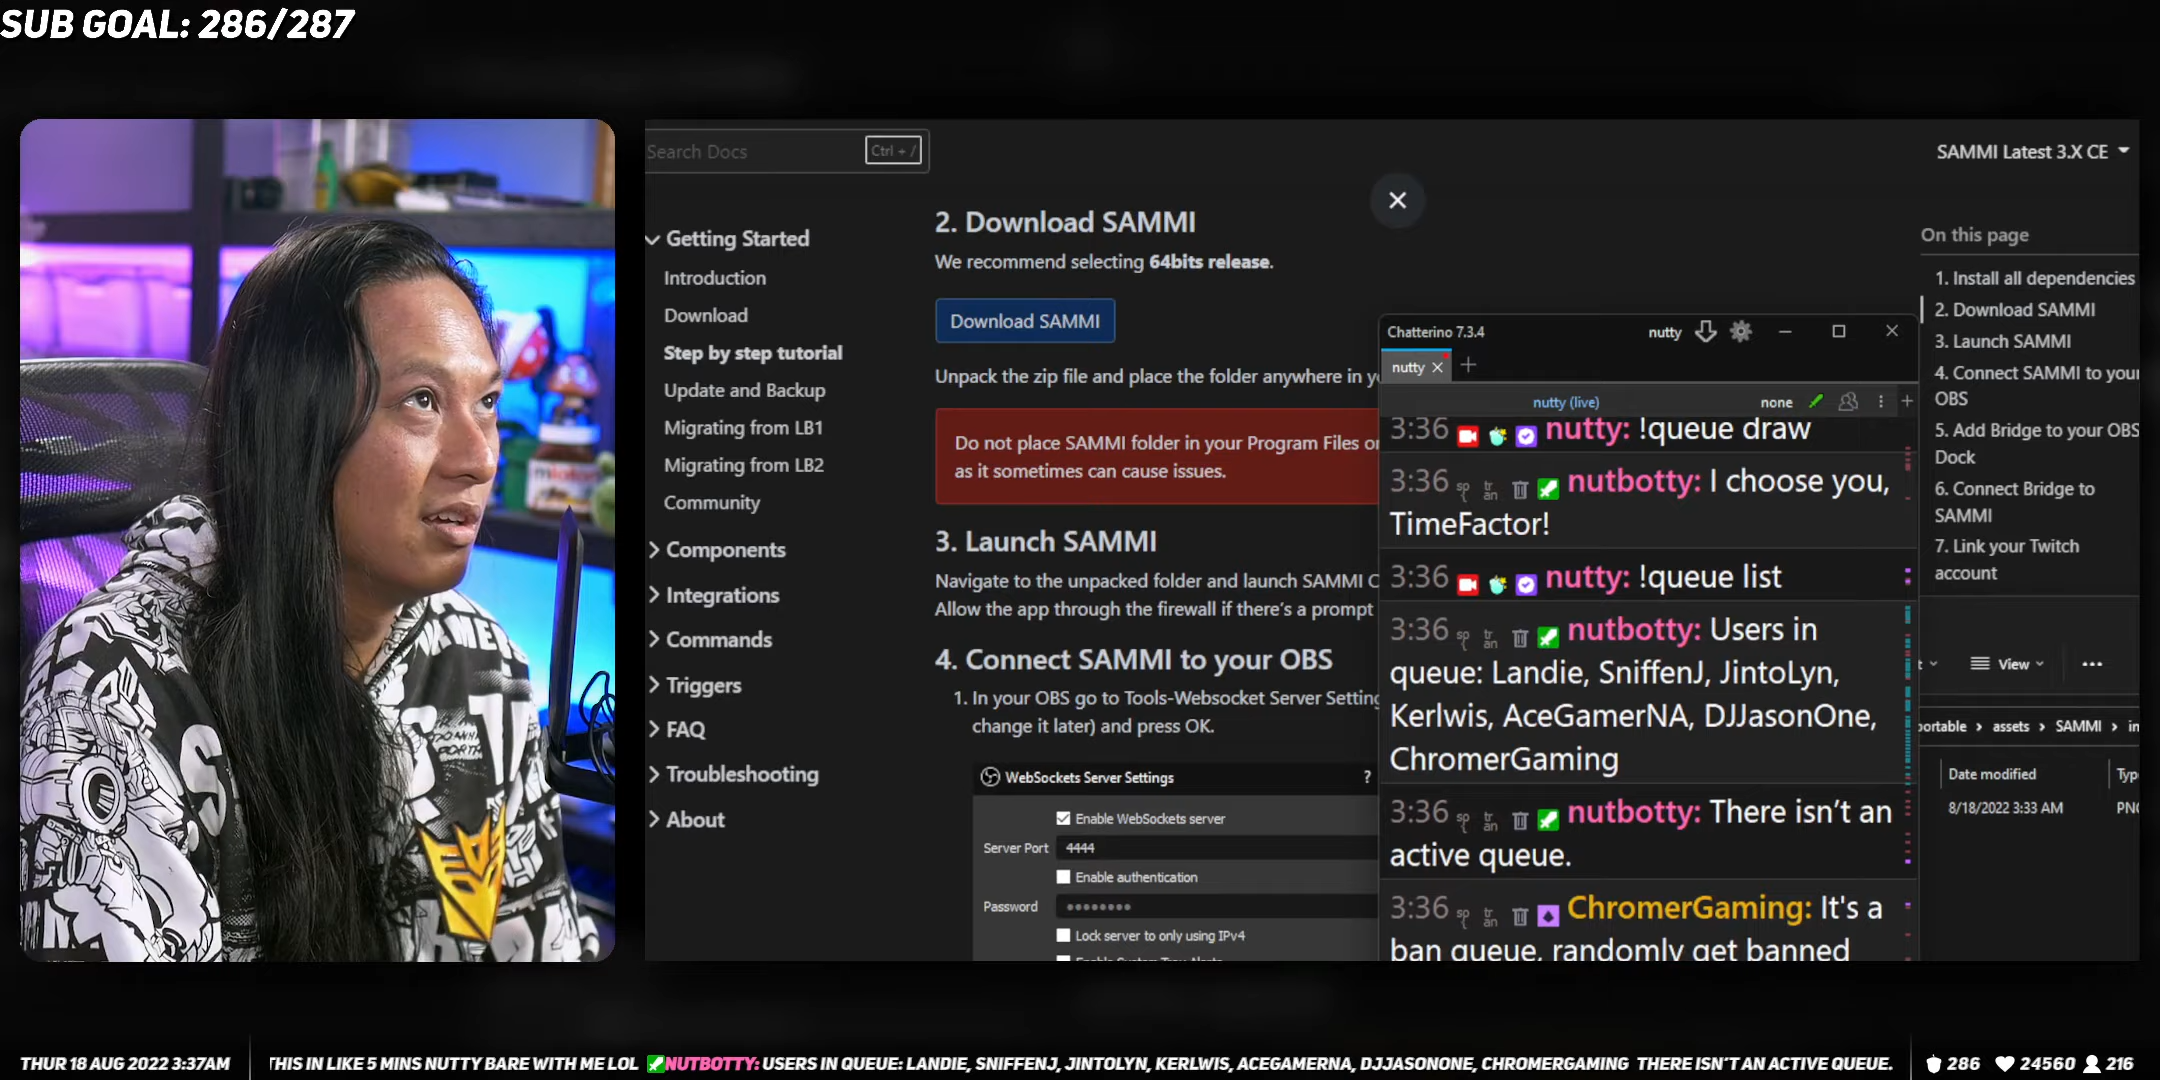 SUB GOAL: 286/287
Search Docs
Ctrl + /
SAMMI Latest 3.X CE
Getting Started
Introduction
Download
Step by step tutorial
Update and Backup
Migrating from LB1
Migrating from LB2
Community
Components
Integrations
Commands
Triggers
FAQ
Troubleshooting
About
2. Download SAMMI
We recommend selecting 64bits release.
Download SAMMI
Unpack the zip file and place the folder anywhere in y
Do not place SAMMI folder in your Program Files or
as it sometimes can cause issues.
3. Launch SAMMI
Navigate to the unpacked folder and launch SAMMI C
Allow the app through the firewall if there's a prompt
4. Connect SAMMI to your OBS
1. In your OBS go to Tools-Websocket Server Setting
change it later) and press OK.
WebSockets Server Settings
?
Enable WebSockets server
Server Port 4444
Enable authentication
Password
Lock server to only using IPv4
Enable System Tray Alerts
Chatterino 7.3.4
nutty
nutty
nutty (live)
none
3:36 nutty: !queue draw
3:36 nutbotty: I choose you,
TimeFactor!
3:36 nutty: !queue list
3:36 nutbotty: Users in
queue: Landie, SniffenJ, JintoLyn,
Kerlwis, AceGamerNA, DJJasonOne,
ChromerGaming
3:36 nutbotty: There isn't an
active queue.
3:36 ChromerGaming: It's a
ban queue, randomly get banned
On this page
1. Install all dependencies
2. Download SAMMI
3. Launch SAMMI
4. Connect SAMMI to your
OBS
5. Add Bridge to your OBS
Dock
6. Connect Bridge to
SAMMI
7. Link your Twitch
account
View
ortable > assets > SAMMI > in
Date modified
Typ
8/18/2022 3:33 AM
PNG
THUR 18 AUG 2022 3:37AM
THIS IN LIKE 5 MINS NUTTY BARE WITH ME LOL NUTBOTTY: USERS IN QUEUE: LANDIE, SNIFFENJ, JINTOLYN, KERLWIS, ACEGAMERNA, DJJASONONE, CHROMERGAMING THERE ISN'T AN ACTIVE QUEUE.
286 24560 216